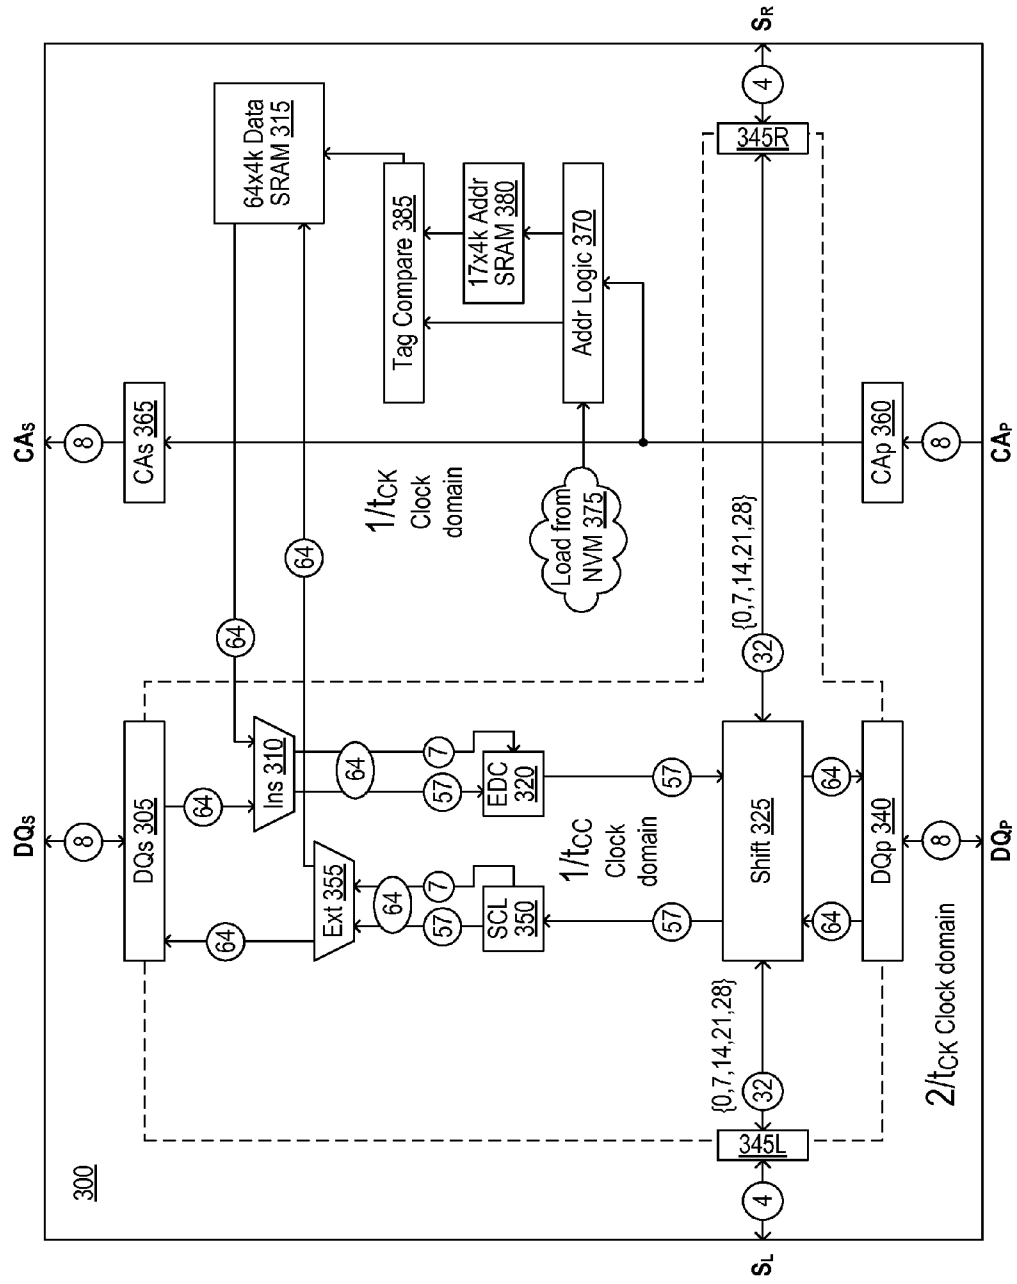 300
DQS
CAS
8
8
DQs 305
CAs 365
64
64
64
64x4k Data
SRAM 315
Ins 310
Ext 355
64
64
64
7
57
7
57
SCL
350
EDC
320
1/tCK
Clock
domain
Tag Compare 385
17x4k Addr
SRAM 380
Addr Logic 370
Load from
NVM 375
1/tCC
Clock
domain
57
57
{0,7,14,21,28}
{0,7,14,21,28}
SL
4
345L
32
Shift 325
32
345R
4
SR
64
64
DQp 340
CAp 360
2/tCK Clock domain
8
8
DQP
CAP